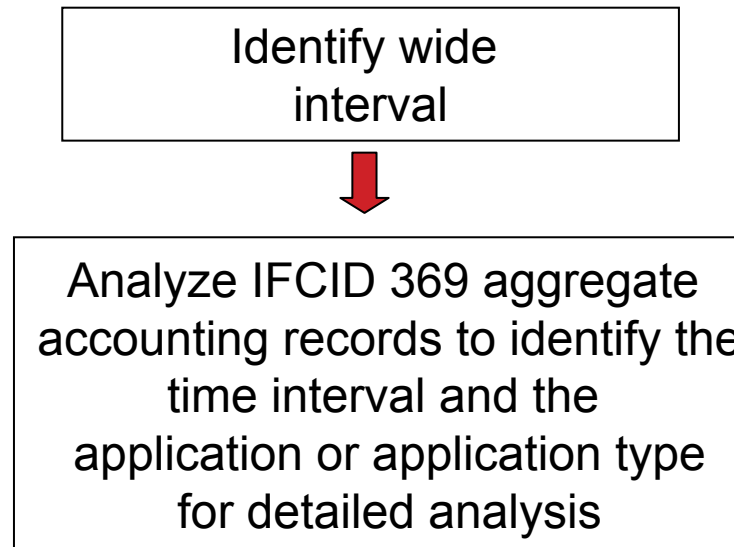 Identify wide
interval
Analyze IFCID 369 aggregate
accounting records to identify the
time interval and the
application or application type
for detailed analysis